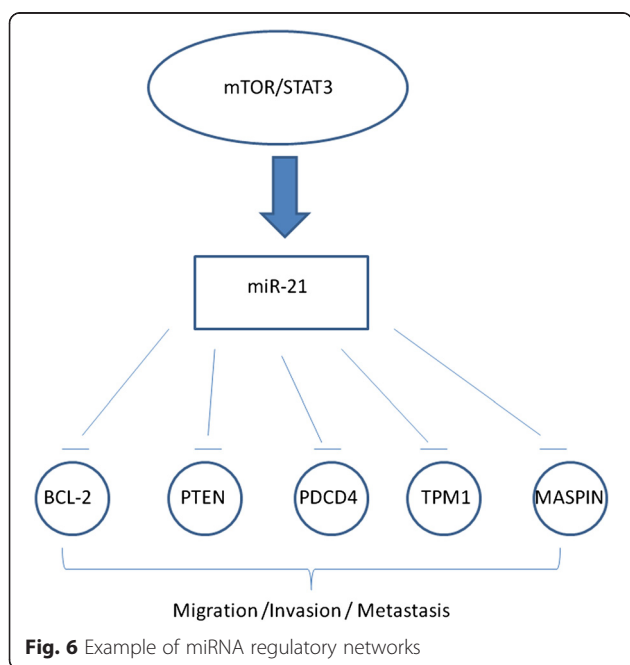 mTOR/STAT3
miR-21
BCL-2 PTEN PDCD4 TPM1 MASPIN
Migration /Invasion / Metastasis
Fig. 6 Example of miRNA regulatory networks